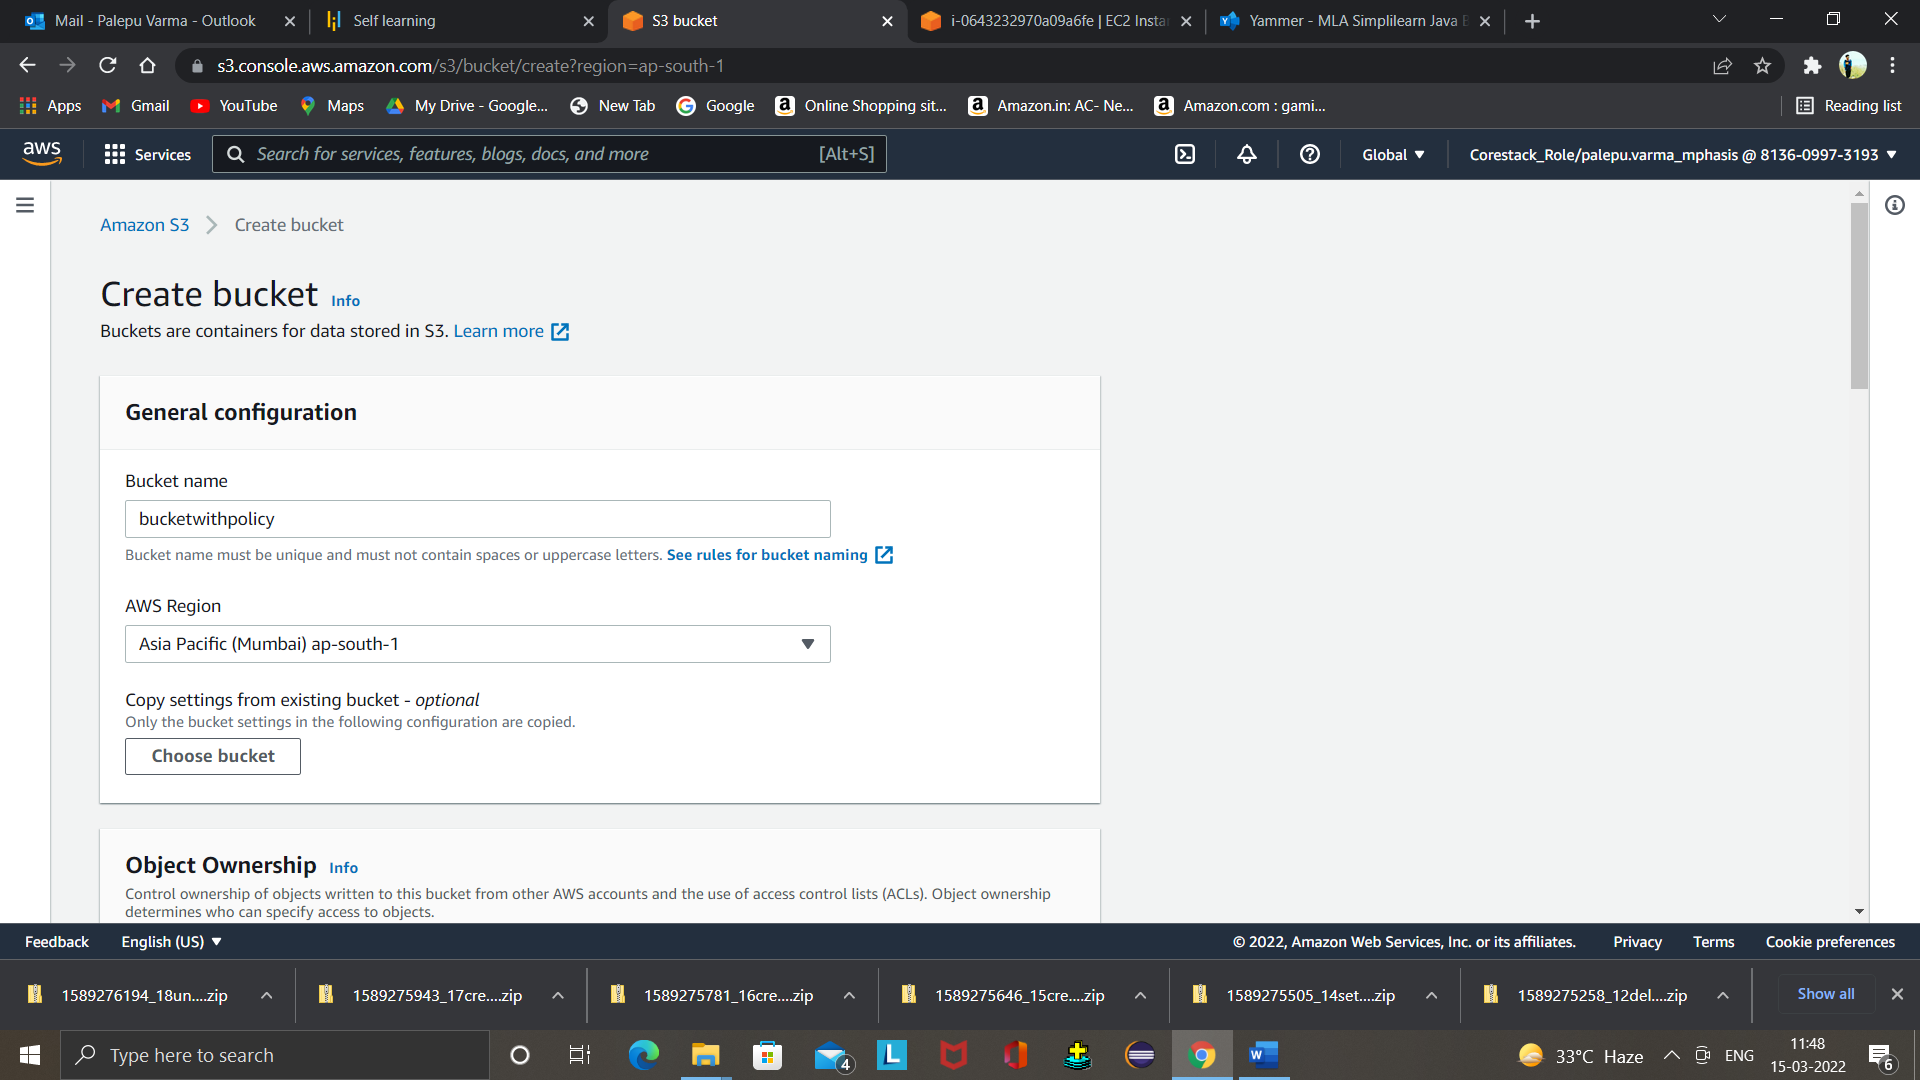 Mail - Palepu Varma - Outlook
Self learning
S3 bucket
i-0643232970a09a6fe | EC2 Insta
Yammer - MLA Simplilearn Java B
s3.console.aws.amazon.com/s3/bucket/create?region=ap-south-1
Apps
Gmail
YouTube
Maps
My Drive - Google...
New Tab
Google
Online Shopping sit...
Amazon.in: AC- Ne...
Amazon.com : gami...
Reading list
aws
Services
Search for services, features, blogs, docs, and more
[Alt+S]
Global
Corestack_Role/palepu.varma_mphasis @ 8136-0997-3193
Amazon S3
Create bucket
Create bucket Info
Buckets are containers for data stored in S3. Learn more
General configuration
Bucket name
bucketwithpolicy
Bucket name must be unique and must not contain spaces or uppercase letters. See rules for bucket naming
AWS Region
Asia Pacific (Mumbai) ap-south-1
Copy settings from existing bucket - optional
Only the bucket settings in the following configuration are copied.
Choose bucket
Object Ownership Info
Control ownership of objects written to this bucket from other AWS accounts and the use of access control lists (ACLs). Object ownership
determines who can specify access to objects.
Feedback
English (US)
© 2022, Amazon Web Services, Inc. or its affiliates.
Privacy
Terms
Cookie preferences
1589276194_18un....zip
1589275943_17cre....zip
1589275781_16cre....zip
1589275646_15cre....zip
1589275505_14set....zip
1589275258_12del....zip
Show all
Type here to search
4
L
W
33°C Haze
ENG
11:48
15-03-2022
6